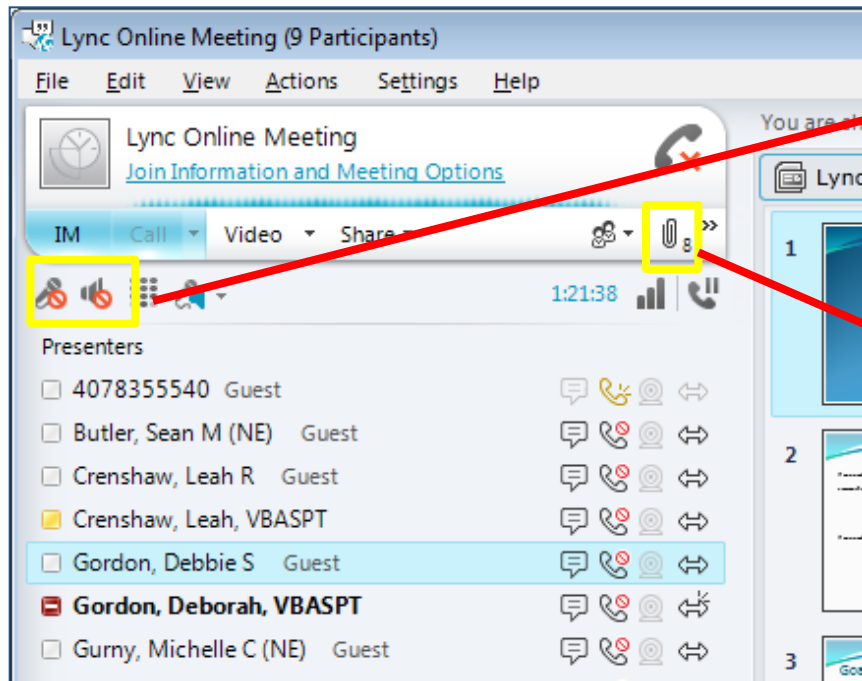 Lync Online Meeting (9 Participants)
File Edit View Actions Settings Help
Lync Online Meeting
Join Information and Meeting Options
You are
Lync
IM Call Video Share
8 »
1:21:38
Presenters
4078355540 Guest
Butler, Sean M (NE) Guest
Crenshaw, Leah R Guest
Crenshaw, Leah, VBASPT
Gordon, Debbie S Guest
Gordon, Deborah, VBASPT
Gurny, Michelle C (NE) Guest
1
2
3